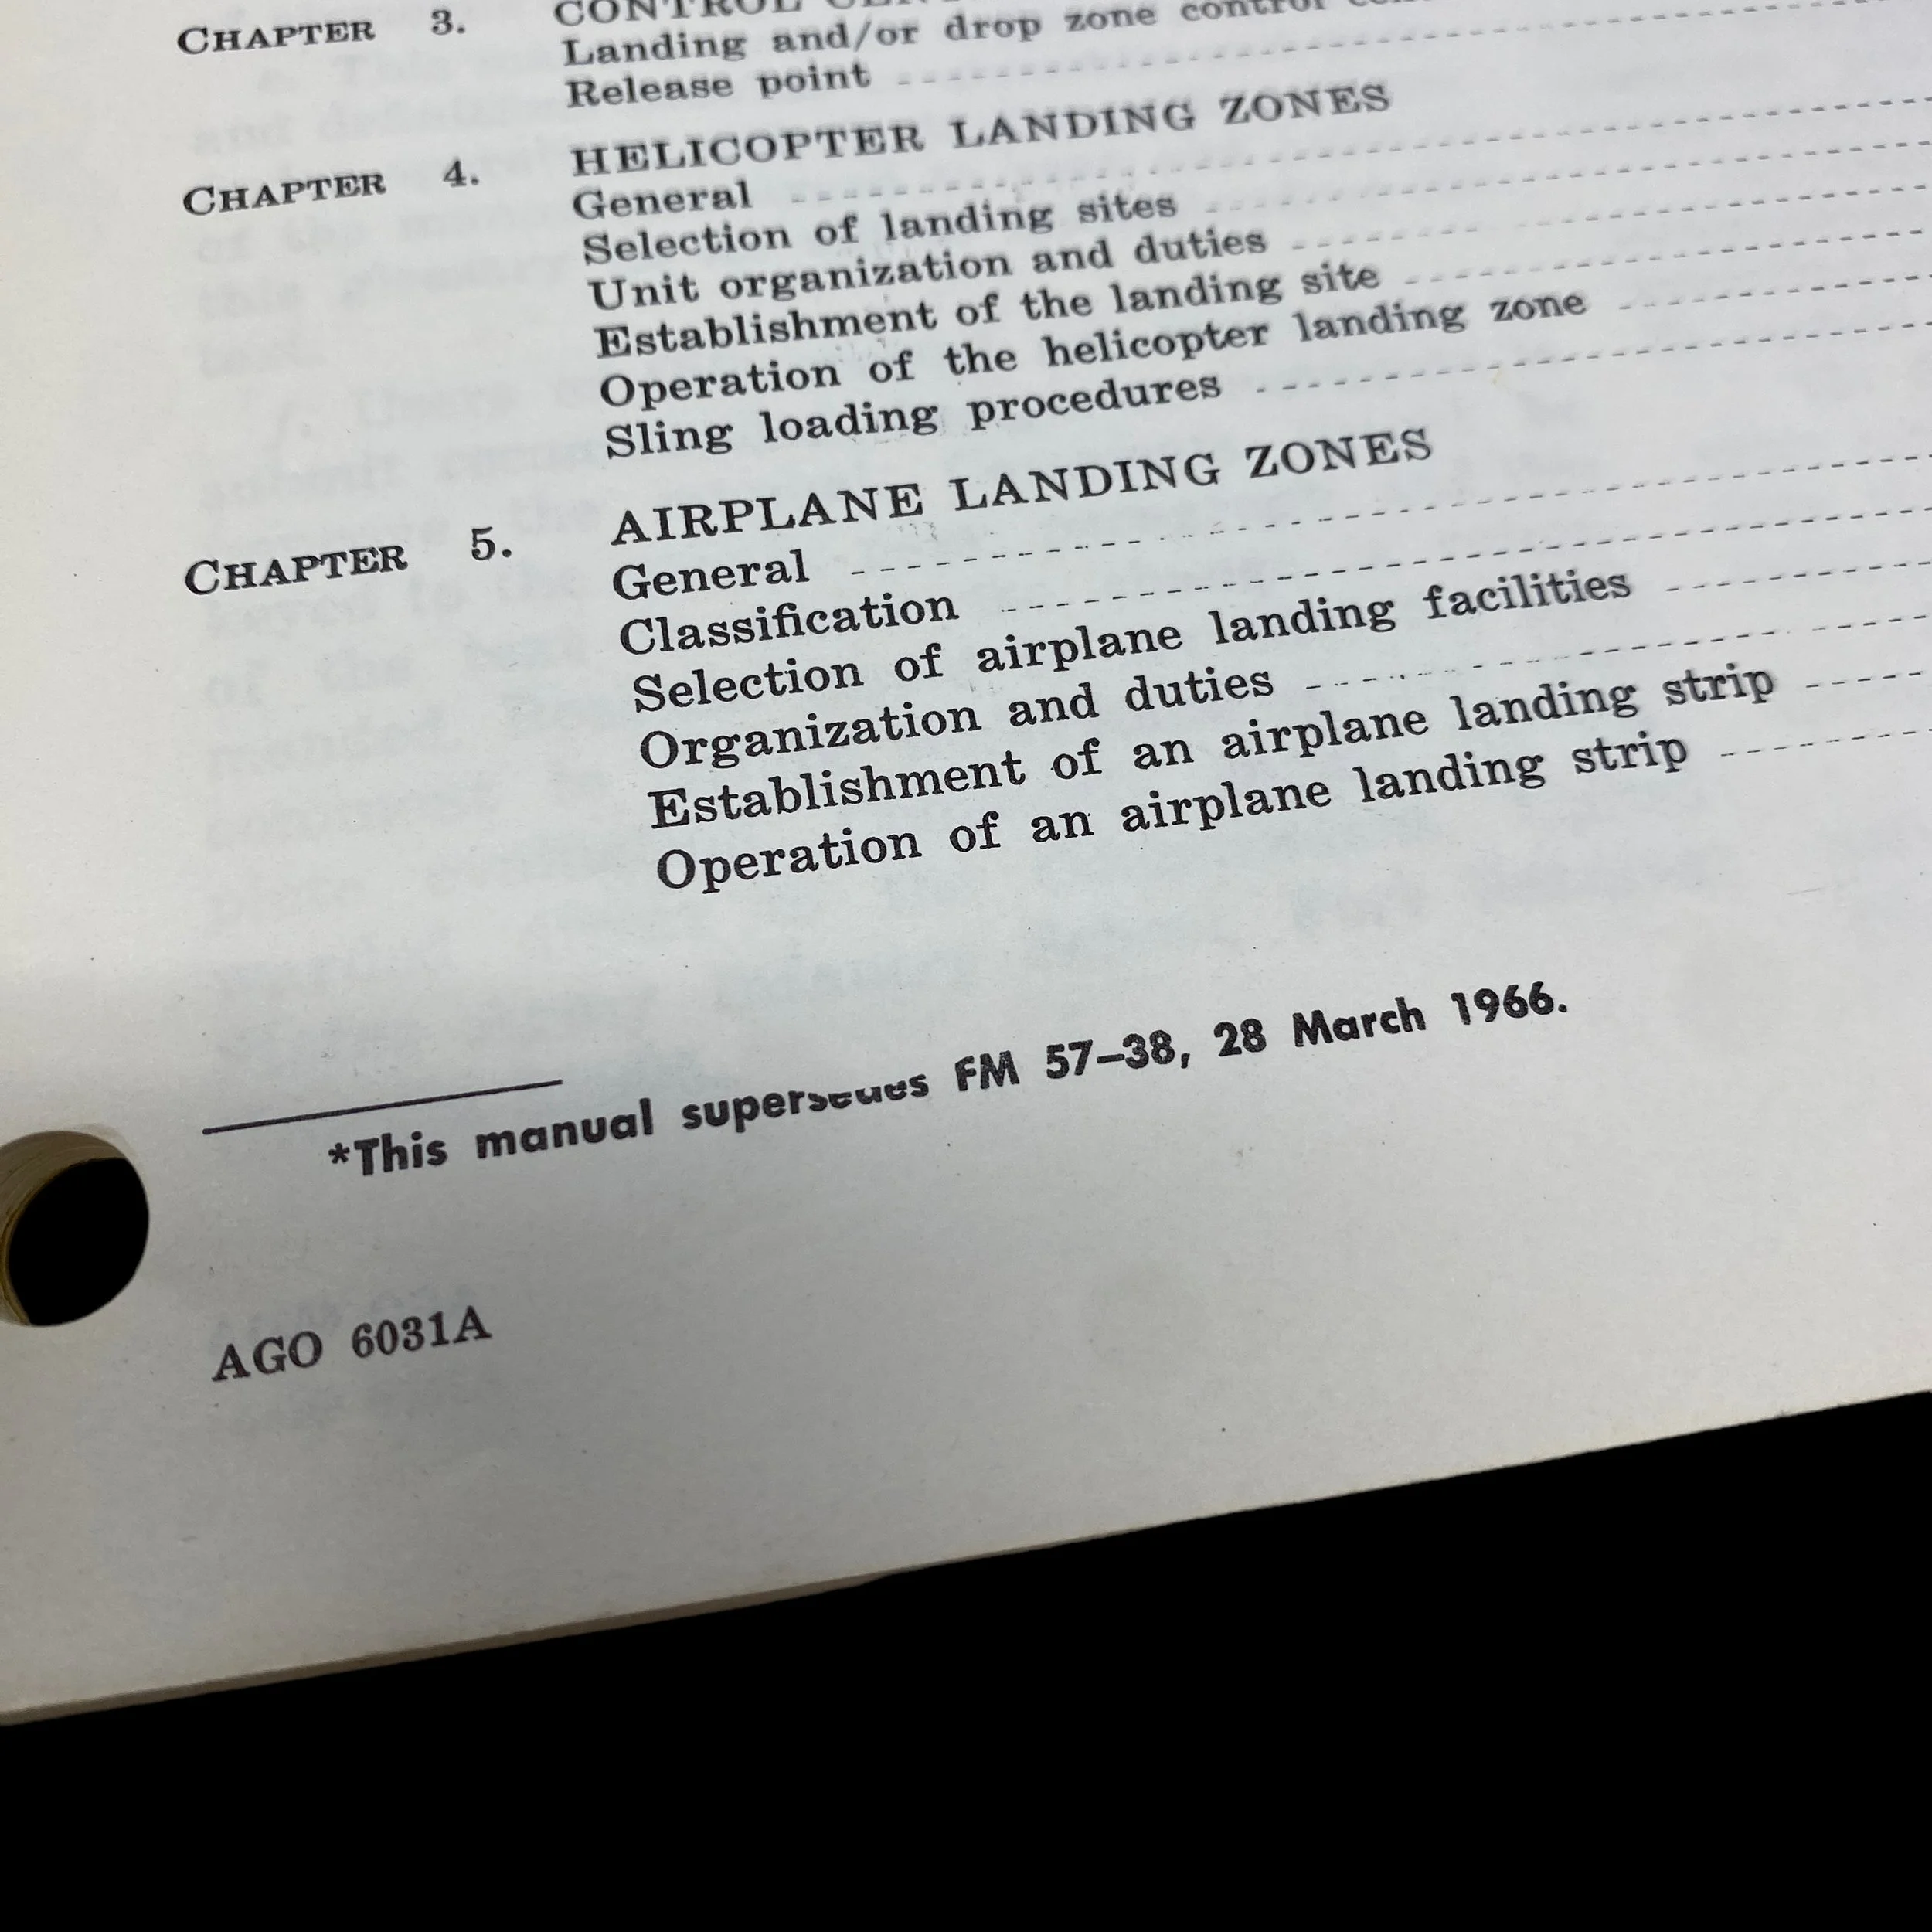 CHAPTER 3. CONTROL
Landing and/or drop zone control
Release point
CHAPTER 4. HELICOPTER LANDING ZONES
General
Selection of landing sites
Unit organization and duties
Establishment of the landing site
Operation of the helicopter landing zone
Sling loading procedures
CHAPTER 5. AIRPLANE LANDING ZONES
General
Classification
Selection of airplane landing facilities
Organization and duties
Establishment of an airplane landing strip
Operation of an airplane landing strip
*This manual supersedes FM 57–38, 28 March 1966.
AGO 6031A